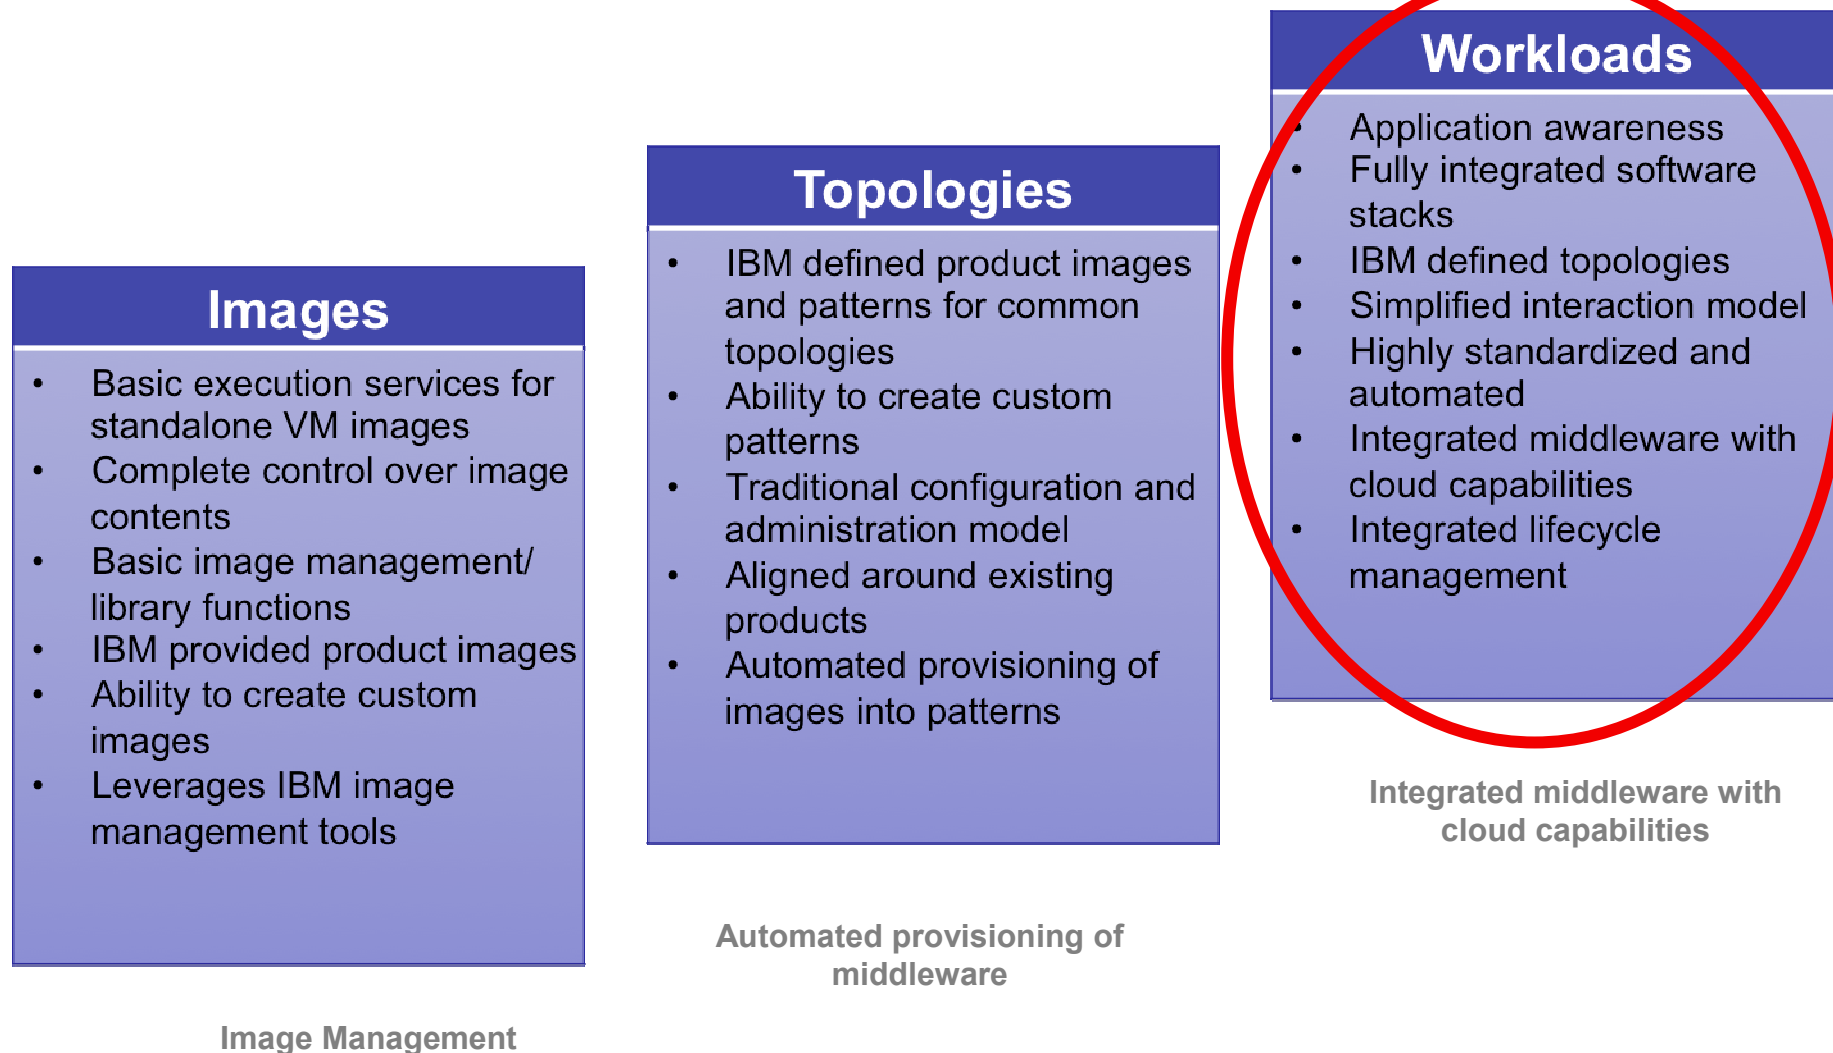 Images
• Basic execution services for
standalone VM images
• Complete control over image
contents
• Basic image management/
library functions
• IBM provided product images
• Ability to create custom
images
• Leverages IBM image
management tools
Image Management
Topologies
• IBM defined product images
and patterns for common
topologies
• Ability to create custom
patterns
• Traditional configuration and
administration model
• Aligned around existing
products
• Automated provisioning of
images into patterns
Automated provisioning of
middleware
Workloads
• Application awareness
• Fully integrated software
stacks
• IBM defined topologies
• Simplified interaction model
• Highly standardized and
automated
• Integrated middleware with
cloud capabilities
• Integrated lifecycle
management
Integrated middleware with
cloud capabilities